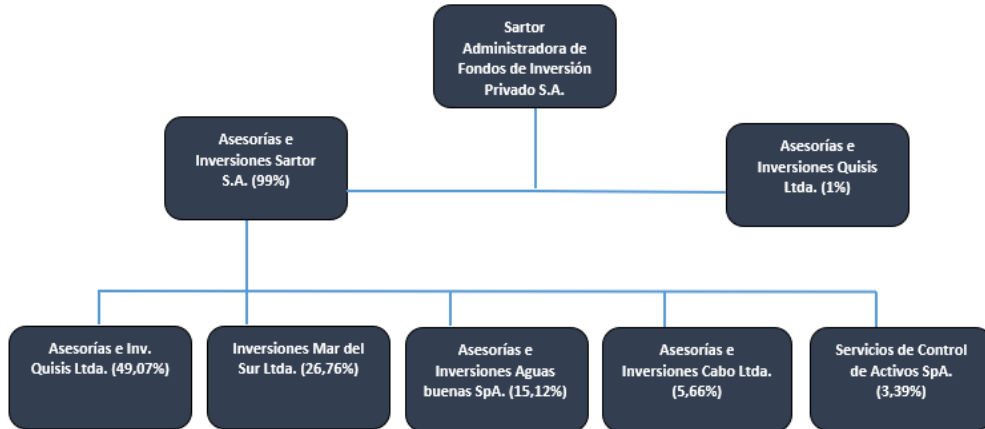 Sartor
Administradora de
Fondos de Inversión
Privado S.A.
Asesorías e
Inversiones Sartor
S.A. (99%)
Asesorías e
Inversiones Quisis
Ltda. (1%)
Asesorías e Inv.
Quisis Ltda. (49,07%)
Inversiones Mar del
Sur Ltda. (26,76%)
Asesorías e
Inversiones Aguas
buenas SpA. (15,12%)
Asesorías e
Inversiones Cabo Ltda.
(5,66%)
Servicios de Control
de Activos SpA.
(3,39%)